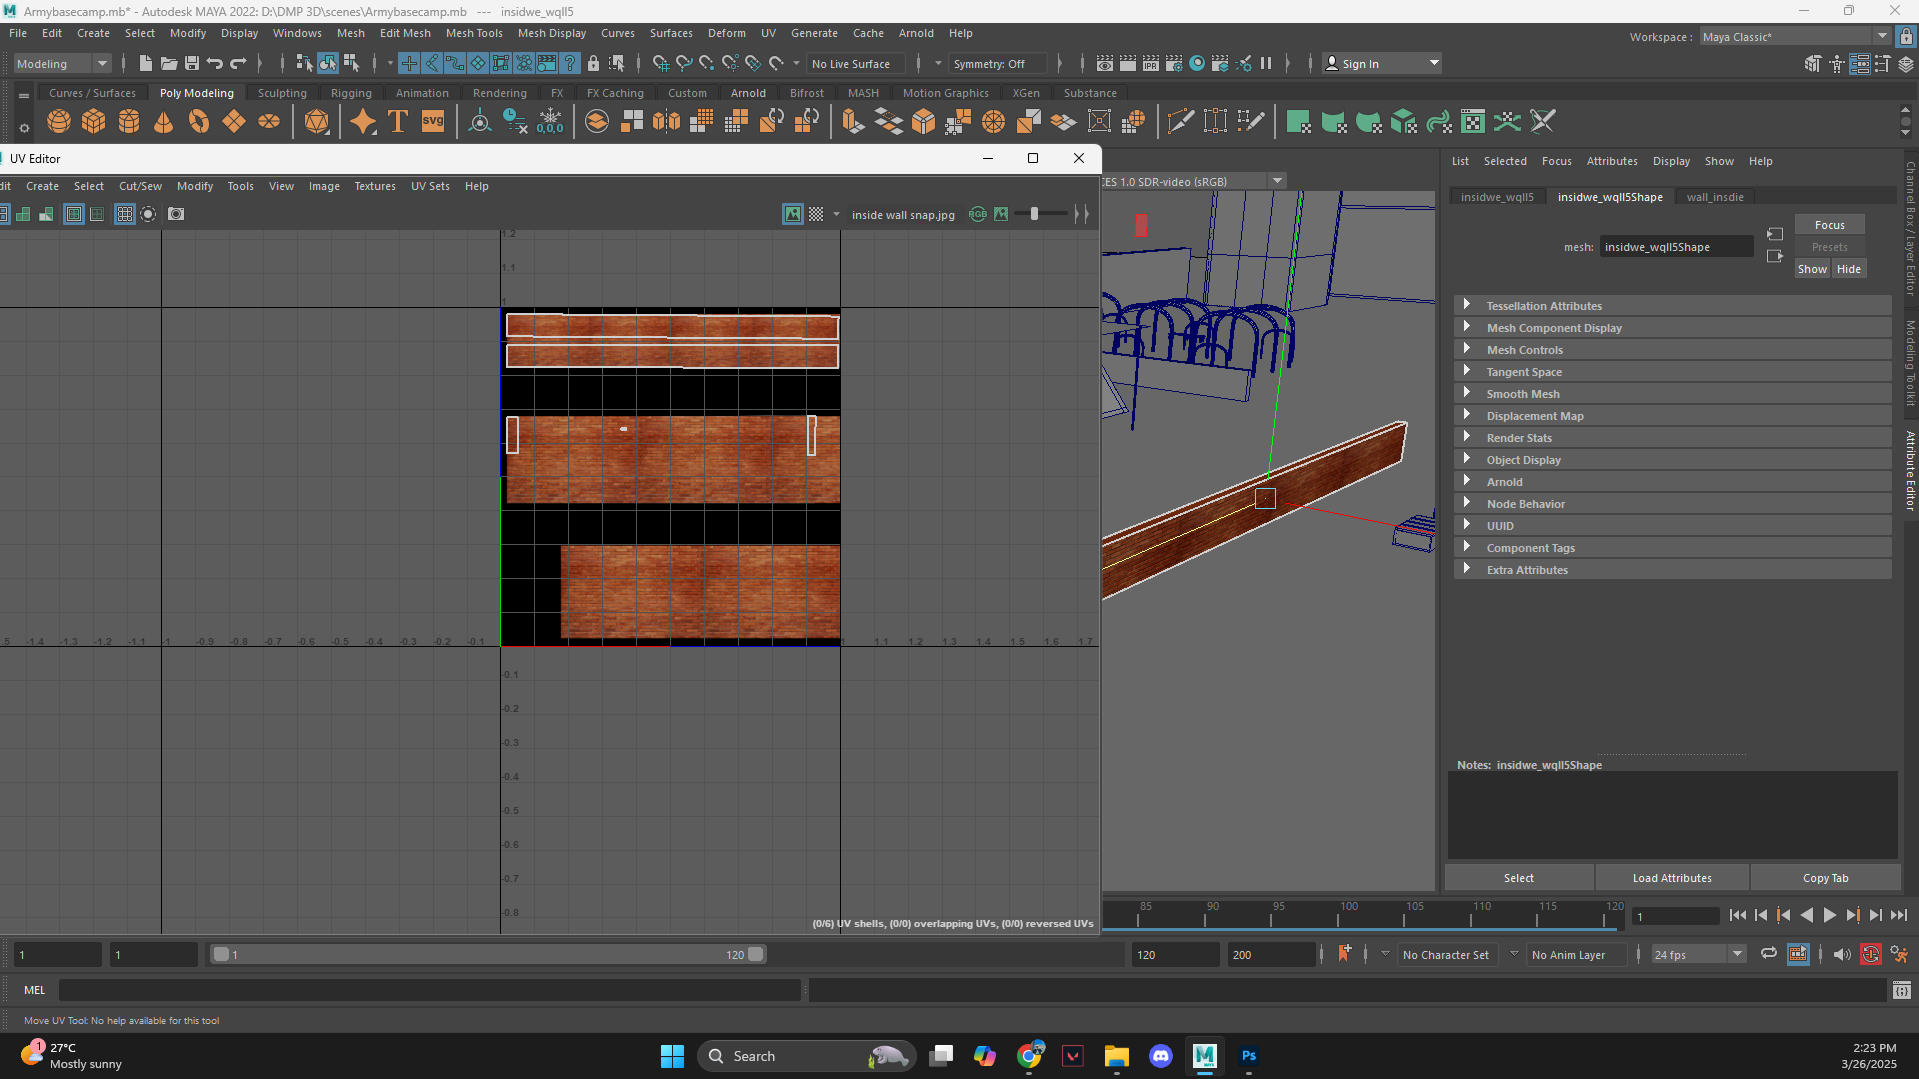 Armybasecamp.mb* - Autodesk MAYA 2022: D:\DMP 3D\scenes\Armybasecamp.mb --- insidwe_wqll5
File Edit Create Select Modify Display Windows Mesh Edit Mesh Mesh Tools Mesh Display Curves Surfaces Deform UV Generate Cache Arnold Help
Workspace : Maya Classic*
Modeling No Live Surface Symmetry: Off Sign In
Curves / Surfaces Poly Modeling Sculpting Rigging Animation Rendering FX FX Caching Custom Arnold Bifrost MASH Motion Graphics XGen Substance
UV Editor
dit Create Select Cut/Sew Modify Tools View Image Textures UV Sets Help
inside wall snap.jpg
CES 1.0 SDR-video (sRGB)
1.2
1.1
1
.5 -1.4 -1.3 -1.2 -1.1 -1 -0.9 -0.8 -0.7 -0.6 -0.5 -0.4 -0.3 -0.2 -0.1 1 1.1 1.2 1.3 1.4 1.5 1.6 1.7
-0.1
-0.2
-0.3
-0.4
-0.5
-0.6
-0.7
-0.8
(0/6) UV shells, (0/0) overlapping UVs, (0/0) reversed UVs
List Selected Focus Attributes Display Show Help
insidwe_wqll5 insidwe_wqll5Shape wall_insdie
mesh: insidwe_wqll5Shape
Focus
Presets
Show Hide
Tessellation Attributes
Mesh Component Display
Mesh Controls
Tangent Space
Smooth Mesh
Displacement Map
Render Stats
Object Display
Arnold
Node Behavior
UUID
Component Tags
Extra Attributes
Notes: insidwe_wqll5Shape
Select Load Attributes Copy Tab
Channel Box / Layer Editor
Modeling Toolkit
Attribute Editor
85 90 95 100 105 110 115 120 1
1 1 1 120 120 200 No Character Set No Anim Layer 24 fps
MEL
Move UV Tool: No help available for this tool
1
27°C
Mostly sunny
Search
2:23 PM
3/26/2025